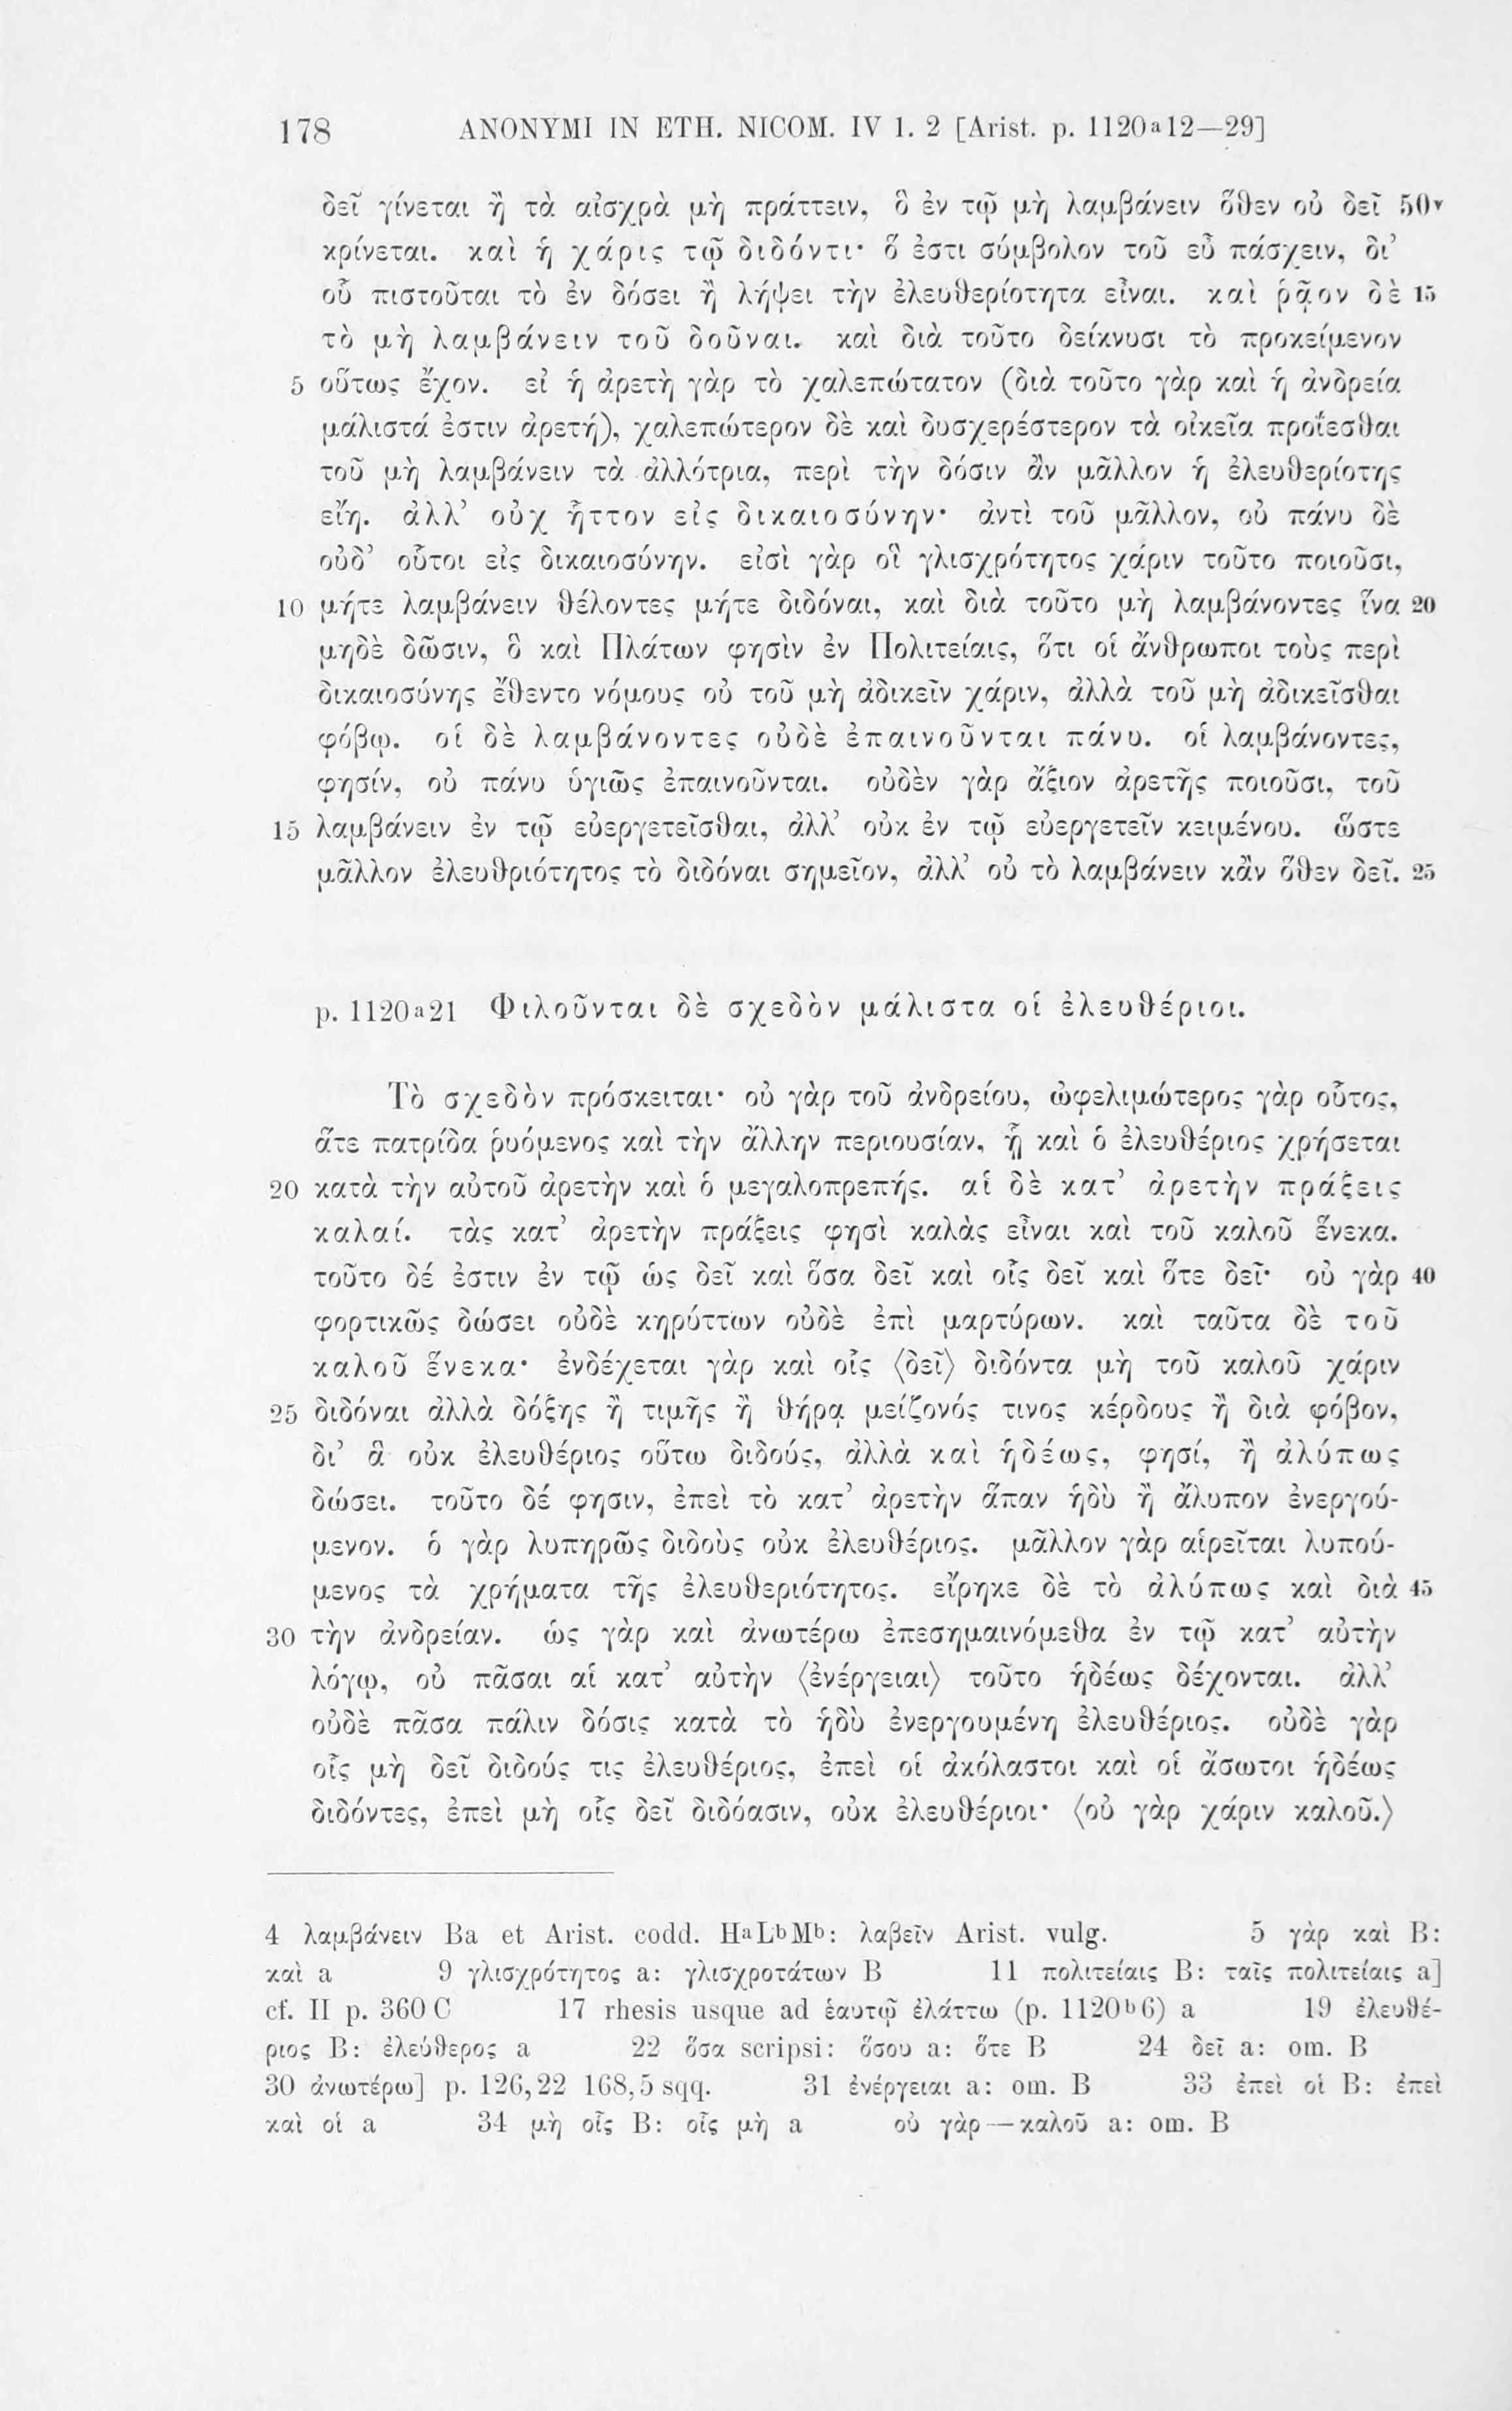 178 ANONYMI IN ETH. NICOM. IV 1. 2 [Arist. p. 1120a12—29]
δεῖ γίνεται ἢ τὰ αἰσχρὰ μὴ πράττειν, ὃ ἐν τῷ μὴ λαμβάνειν ὅθεν οὐ δεῖ 50v
κρίνεται. καὶ ἡ χάρις τῷ διδόντι· ὅ ἐστι σύμβολον τοῦ εὖ πάσχειν, δι’
οὗ πιστοῦται τὸ ἐν δόσει ἢ λήψει τὴν ἐλευθερίοτητα εἶναι. καὶ ῥᾷον δὲ 15
τὸ μὴ λαμβάνειν τοῦ δοῦναι. καὶ διὰ τοῦτο δείκνυσι τὸ προκείμενον
5 οὕτως ἔχον. εἰ ἡ ἀρετὴ γὰρ τὸ χαλεπώτατον (διὰ τοῦτο γὰρ καὶ ἡ ἀνδρεία
μάλιστά ἐστιν ἀρετή), χαλεπώτερον δὲ καὶ δυσχερέστερον τὰ οἰκεῖα προΐεσθαι
τοῦ μὴ λαμβάνειν τὰ ἀλλότρια, περὶ τὴν δόσιν ἂν μᾶλλον ἡ ἐλευθερίοτης
εἴη. ἀλλ’ οὐχ ἧττον εἰς δικαιοσύνην· ἀντὶ τοῦ μᾶλλον, οὐ πάνυ δὲ
οὐδ’ οὗτοι εἰς δικαιοσύνην. εἰσὶ γὰρ οἳ γλισχρότητος χάριν τοῦτο ποιοῦσι,
10 μήτε λαμβάνειν θέλοντες μήτε διδόναι, καὶ διὰ τοῦτο μὴ λαμβάνοντες ἵνα 20
μηδὲ δῶσιν, ὃ καὶ Πλάτων φησὶν ἐν Πολιτείαις, ὅτι οἱ ἄνθρωποι τοὺς περὶ
δικαιοσύνης ἔθεντο νόμους οὐ τοῦ μὴ ἀδικεῖν χάριν, ἀλλὰ τοῦ μὴ ἀδικεῖσθαι
φόβῳ. οἱ δὲ λαμβάνοντες οὐδὲ ἐπαινοῦνται πάνυ. οἱ λαμβάνοντες,
φησίν, οὐ πάνυ ὑγιῶς ἐπαινοῦνται. οὐδὲν γὰρ ἄξιον ἀρετῆς ποιοῦσι, τοῦ
15 λαμβάνειν ἐν τῷ εὐεργετεῖσθαι, ἀλλ’ οὐκ ἐν τῷ εὐεργετεῖν κειμένου. ὥστε
μᾶλλον ἐλευθριότητος τὸ διδόναι σημεῖον, ἀλλ’ οὐ τὸ λαμβάνειν κἂν ὅθεν δεῖ. 25
p. 1120a21 Φιλοῦνται δὲ σχεδὸν μάλιστα οἱ ἐλευθέριοι.
Τὸ σχεδὸν πρόσκειται· οὐ γὰρ τοῦ ἀνδρείου, ὠφελιμώτερος γὰρ οὗτος,
ἅτε πατρίδα ῥυόμενος καὶ τὴν ἄλλην περιουσίαν, ᾗ καὶ ὁ ἐλευθέριος χρήσεται
20 κατὰ τὴν αὑτοῦ ἀρετὴν καὶ ὁ μεγαλοπρεπής. αἱ δὲ κατ’ ἀρετὴν πράξεις
καλαί. τὰς κατ’ ἀρετὴν πράξεις φησὶ καλὰς εἶναι καὶ τοῦ καλοῦ ἕνεκα.
τοῦτο δέ ἐστιν ἐν τῷ ὡς δεῖ καὶ ὅσα δεῖ καὶ οἷς δεῖ καὶ ὅτε δεῖ· οὐ γὰρ 40
φορτικῶς δώσει οὐδὲ κηρύττων οὐδὲ ἐπὶ μαρτύρων. καὶ ταῦτα δὲ τοῦ
καλοῦ ἕνεκα· ἐνδέχεται γὰρ καὶ οἷς ⟨δεῖ⟩ διδόντα μὴ τοῦ καλοῦ χάριν
25 διδόναι ἀλλὰ δόξης ἢ τιμῆς ἢ θήρᾳ μείζονός τινος κέρδους ἢ διὰ φόβον,
δι’ ἃ οὐκ ἐλευθέριος οὕτω διδούς, ἀλλὰ καὶ ἡδέως, φησί, ἢ ἀλύπως
δώσει. τοῦτο δέ φησιν, ἐπεὶ τὸ κατ’ ἀρετὴν ἅπαν ἡδὺ ἢ ἄλυπον ἐνεργού-
μενον. ὁ γὰρ λυπηρῶς διδοὺς οὐκ ἐλευθέριος. μᾶλλον γὰρ αἱρεῖται λυπού-
μενος τὰ χρήματα τῆς ἐλευθεριότητος. εἴρηκε δὲ τὸ ἀλύπως καὶ διὰ 45
30 τὴν ἀνδρείαν. ὡς γὰρ καὶ ἀνωτέρω ἐπεσημαινόμεθα ἐν τῷ κατ’ αὐτὴν
λόγῳ, οὐ πᾶσαι αἱ κατ’ αὐτὴν ⟨ἐνέργειαι⟩ τοῦτο ἡδέως δέχονται. ἀλλ’
οὐδὲ πᾶσα πάλιν δόσις κατὰ τὸ ἡδὺ ἐνεργουμένη ἐλευθέριος. οὐδὲ γὰρ
οἷς μὴ δεῖ διδούς τις ἐλευθέριος, ἐπεὶ οἱ ἀκόλαστοι καὶ οἱ ἄσωτοι ἡδέως
διδόντες, ἐπεὶ μὴ οἷς δεῖ διδόασιν, οὐκ ἐλευθέριοι· ⟨οὐ γὰρ χάριν καλοῦ.⟩
4 λαμβάνειν Ba et Arist. codd. HaLbMb: λαβεῖν Arist. vulg. 5 γὰρ καὶ B:
καὶ a 9 γλισχρότητος a: γλισχροτάτων B 11 πολιτείαις B: ταῖς πολιτείαις a]
cf. II p. 360 C 17 rhesis usque ad ἑαυτῷ ἐλάττω (p. 1120b6) a 19 ἐλευθέ-
ριος B: ἐλεύθερος a 22 ὅσα scripsi: ὅσου a: ὅτε B 24 δεῖ a: om. B
30 ἀνωτέρω] p. 126,22 168,5 sqq. 31 ἐνέργειαι a: om. B 33 ἐπεὶ οἱ B: ἐπεὶ
καὶ οἱ a 34 μὴ οἷς B: οἷς μὴ a οὐ γὰρ—καλοῦ a: om. B